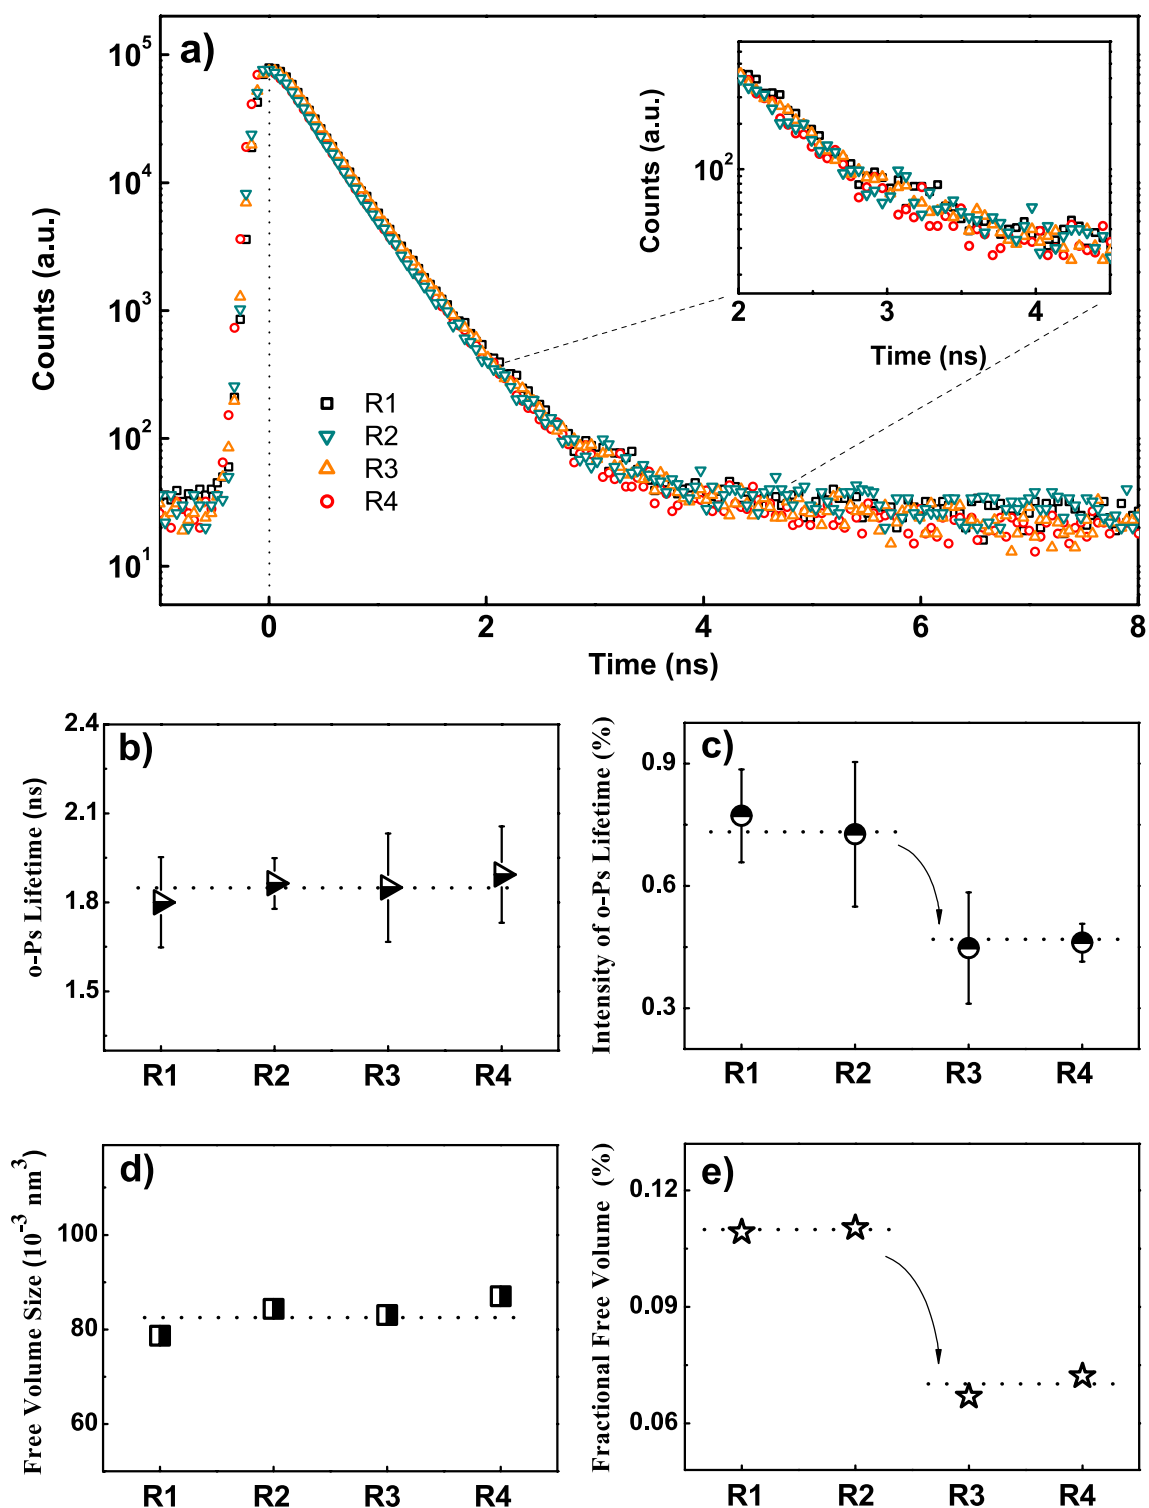 a)
Counts (a.u.)
10^5
10^4
10^3
10^2
10^1
R1
R2
R3
R4
0
2
4
6
8
Time (ns)
Counts (a.u.)
10^2
2
3
4
Time (ns)
b)
o-Ps Lifetime (ns)
2.4
2.1
1.8
1.5
R1
R2
R3
R4
c)
Intensity of o-Ps Lifetime (%)
0.9
0.6
0.3
R1
R2
R3
R4
d)
Free Volume Size (10^-3 nm^3)
100
80
60
R1
R2
R3
R4
e)
Fractional Free Volume (%)
0.12
0.09
0.06
R1
R2
R3
R4